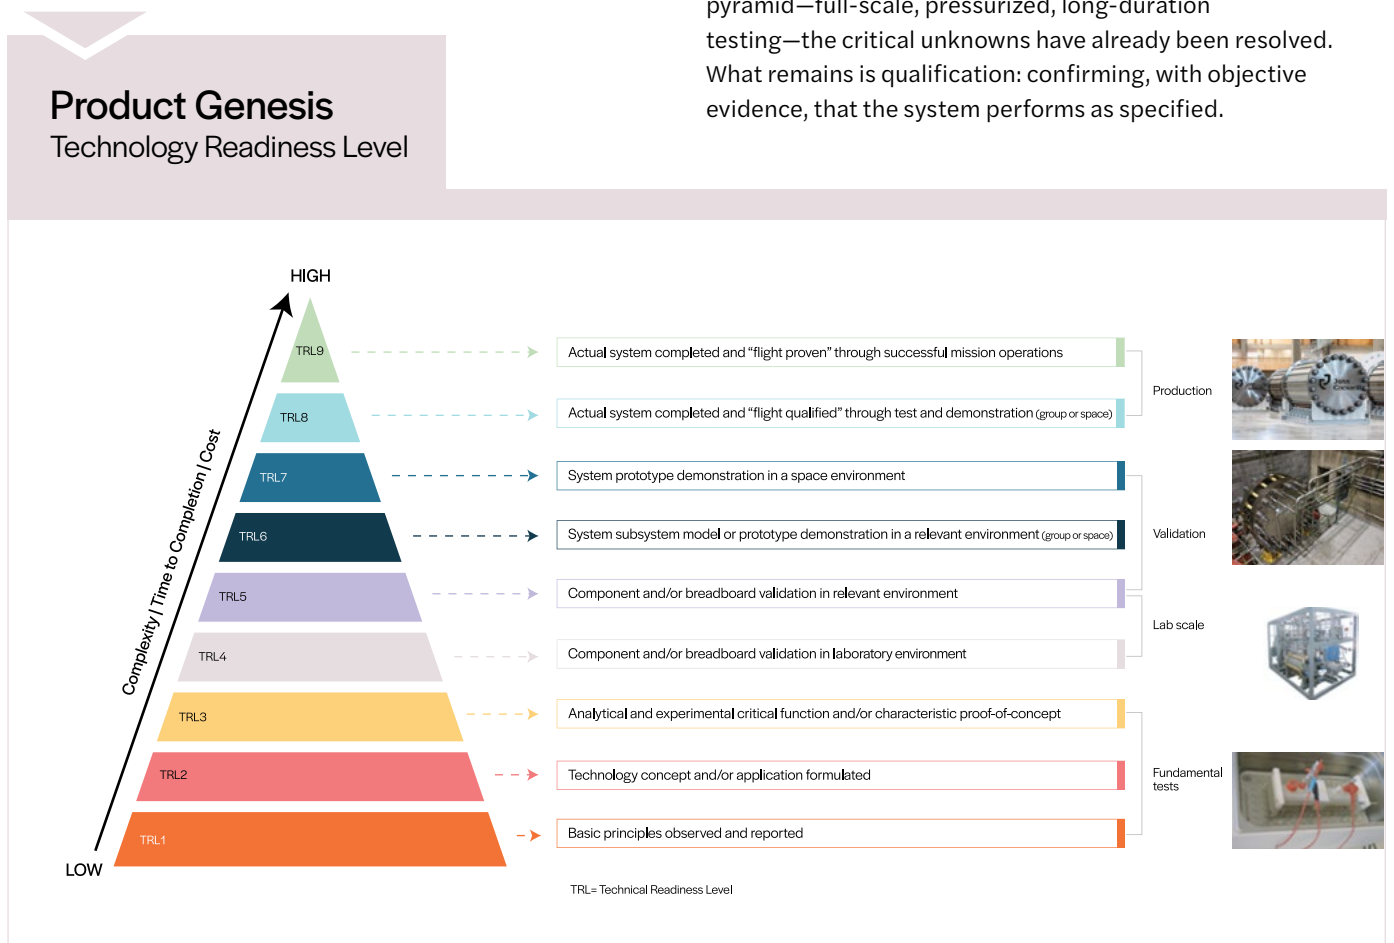 pyramid—full-scale, pressurized, long-duration
testing—the critical unknowns have already been resolved.
What remains is qualification: confirming, with objective
evidence, that the system performs as specified.
Product Genesis
Technology Readiness Level
HIGH
Complexity | Time to Completion | Cost
LOW
TRL9
Actual system completed and “flight proven” through successful mission operations
TRL8
Actual system completed and “flight qualified” through test and demonstration (group or space)
Production
TRL7
System prototype demonstration in a space environment
TRL6
System subsystem model or prototype demonstration in a relevant environment (group or space)
Validation
TRL5
Component and/or breadboard validation in relevant environment
Lab scale
TRL4
Component and/or breadboard validation in laboratory environment
TRL3
Analytical and experimental critical function and/or characteristic proof-of-concept
TRL2
Technology concept and/or application formulated
Fundamental
tests
TRL1
Basic principles observed and reported
TRL= Technical Readiness Level